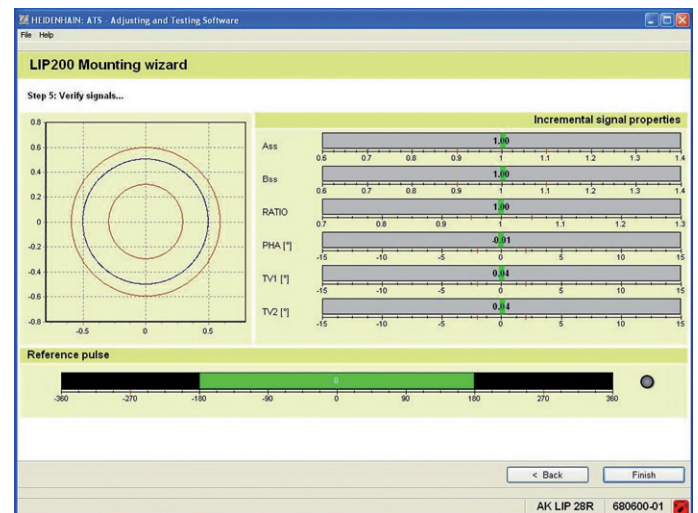 HEIDENHAIN: ATS - Adjusting and Testing Software
File Help
LIP200 Mounting wizard
Step 5: Verify signals...
Incremental signal properties
0.8
0.6
0.4
0.2
0
-0.2
-0.4
-0.6
-0.8
-0.5 0 0.5
Ass 1.00
0.6 0.7 0.8 0.9 1 1.1 1.2 1.3 1.4
Bss 1.00
0.6 0.7 0.8 0.9 1 1.1 1.2 1.3 1.4
RATIO 1.00
0.7 0.8 0.9 1 1.1 1.2 1.3
PHA [°] -0.01
-15 -10 -5 0 5 10 15
TV1 [°] 0.04
-15 -10 -5 0 5 10 15
TV2 [°] 0.04
-15 -10 -5 0 5 10 15
Reference pulse
0
-360 -270 -180 -90 0 90 180 270 360
< Back Finish
AK LIP 28R 680600-01